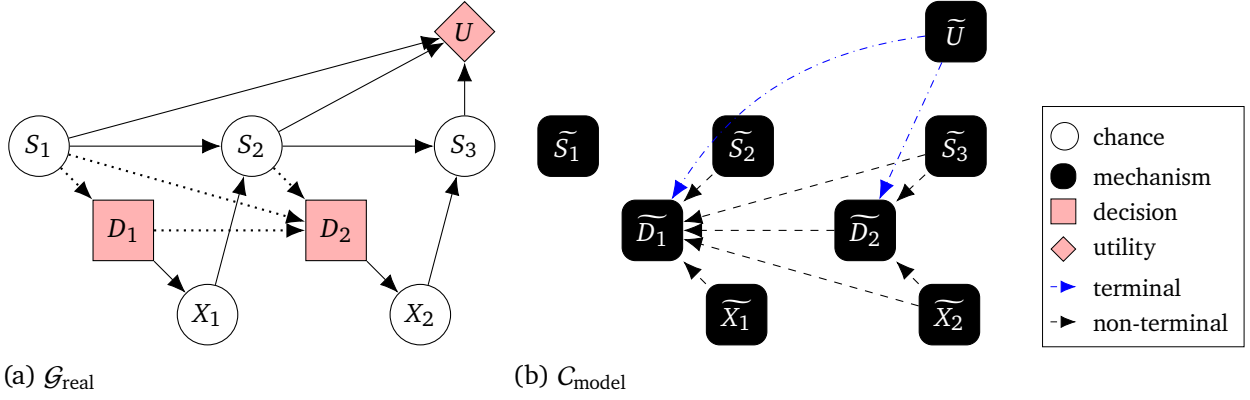 U
S₁ S₂ S₃
D₁ D₂
X₁ X₂
(a) 𝒢real
Ũ
S̃₁ S̃₂ S̃₃
D̃₁ D̃₂
X̃₁ X̃₂
(b) 𝒞model
chance
mechanism
decision
utility
terminal
non-terminal